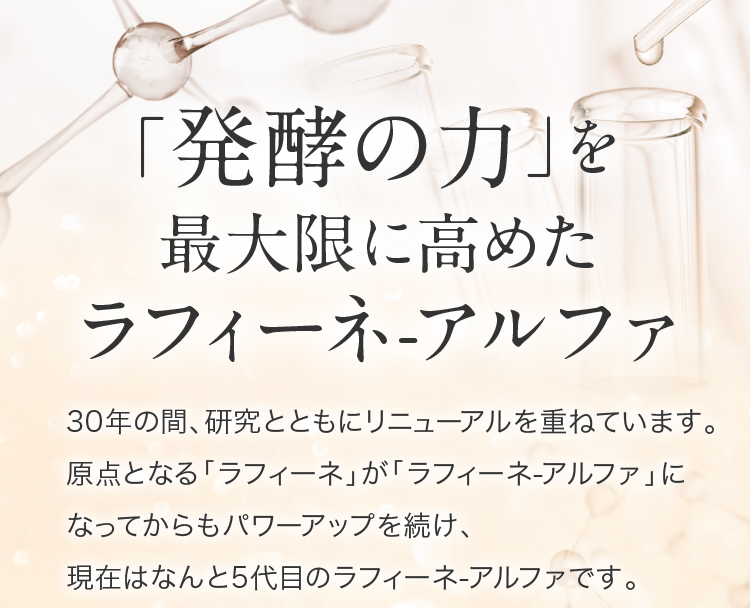 「発酵の力」を
最大限に高めた
ラフィーネ-アルファ
30年の間、研究とともにリニューアルを重ねています。
原点となる「ラフィーネ」が「ラフィーネ-アルファ」に
なってからもパワーアップを続け、
現在はなんと5代目のラフィーネ-アルファです。